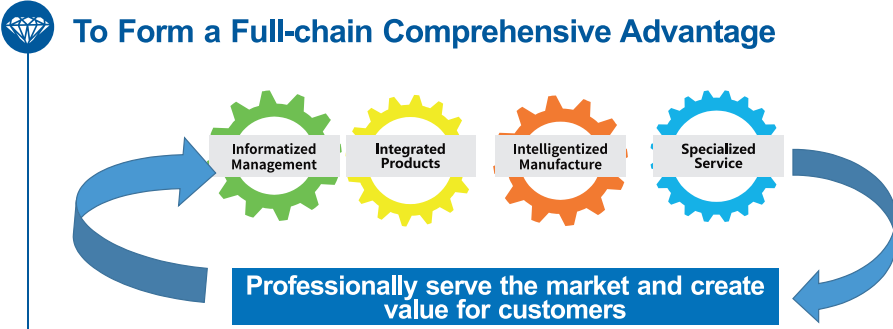 To Form a Full-chain Comprehensive Advantage
Informatized
Management
Integrated
Products
Intelligentized
Manufacture
Specialized
Service
Professionally serve the market and create
value for customers